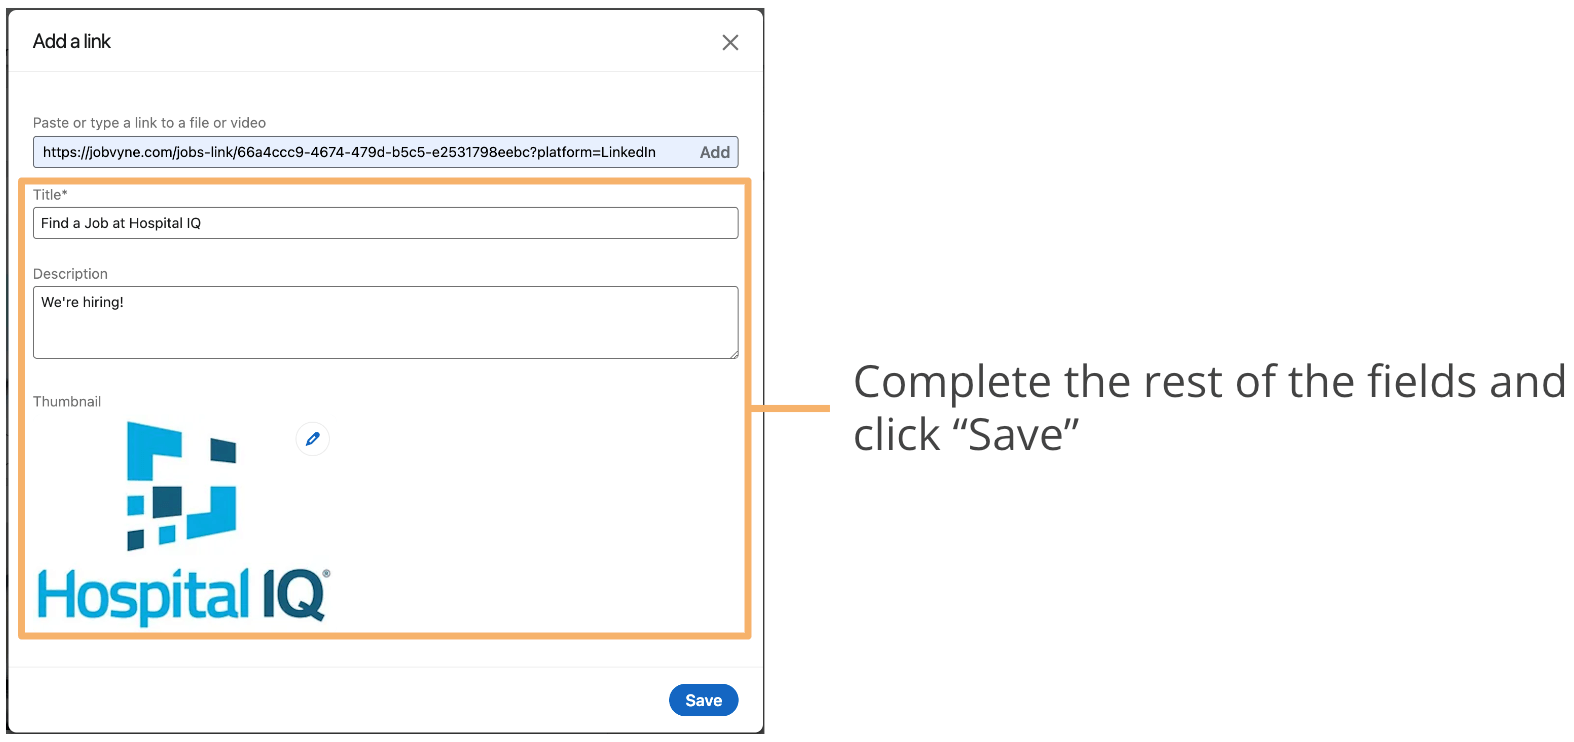 Add a link
Paste or type a link to a file or video
https://jobvyne.com/jobs-link/66a4ccc9-4674-479d-b5c5-e2531798eebc?platform=LinkedIn Add
Title*
Find a Job at Hospital IQ
Description
We're hiring!
Thumbnail
Hospital IQ®
Save
Complete the rest of the fields and
click “Save”